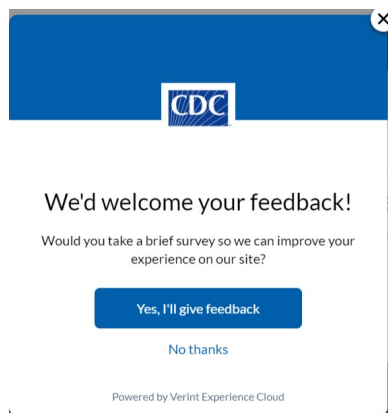 CDC
We'd welcome your feedback!
Would you take a brief survey so we can improve your
experience on our site?
Yes, I'll give feedback
No thanks
Powered by Verint Experience Cloud